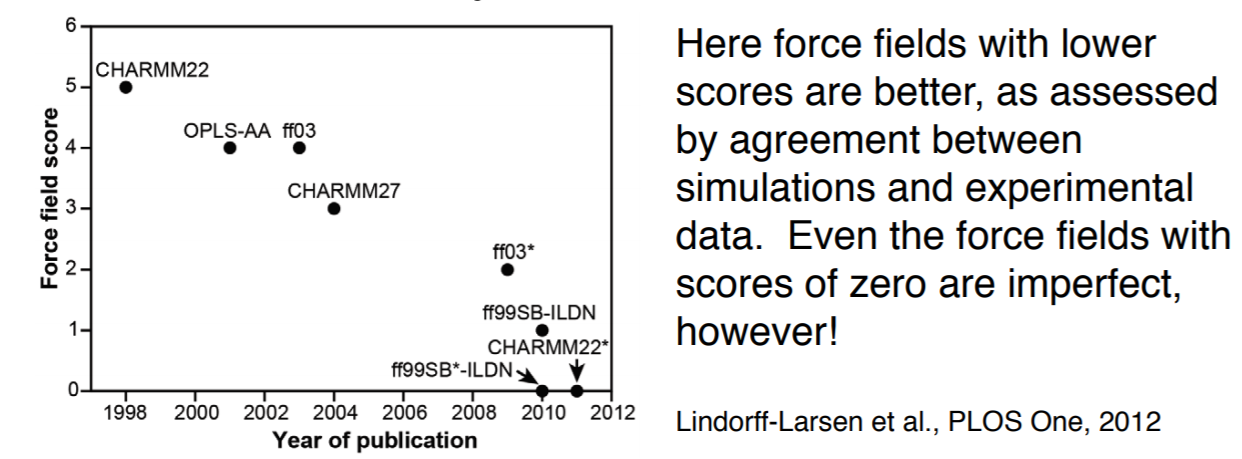 6
CHARMM22
5
OPLS-AA ff03
4
CHARMM27
3
ff03*
2
ff99SB-ILDN
1
CHARMM22*
ff99SB*-ILDN
0
1998 2000 2002 2004 2006 2008 2010 2012
Year of publication
Force field score
Here force fields with lower
scores are better, as assessed
by agreement between
simulations and experimental
data.  Even the force fields with
scores of zero are imperfect,
however!
Lindorff-Larsen et al., PLOS One, 2012